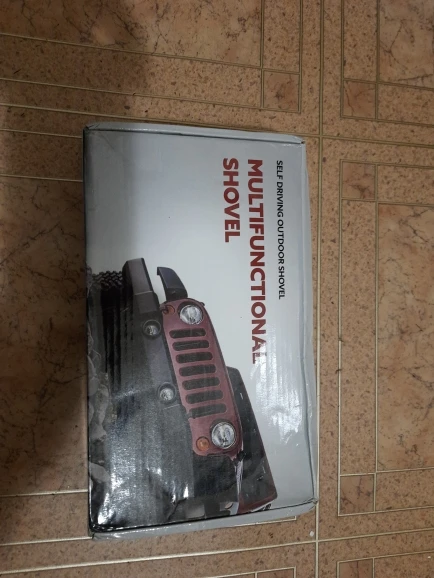 SELF DRIVING OUTDOOR SHOVEL
MULTIFUNCTIONAL
SHOVEL